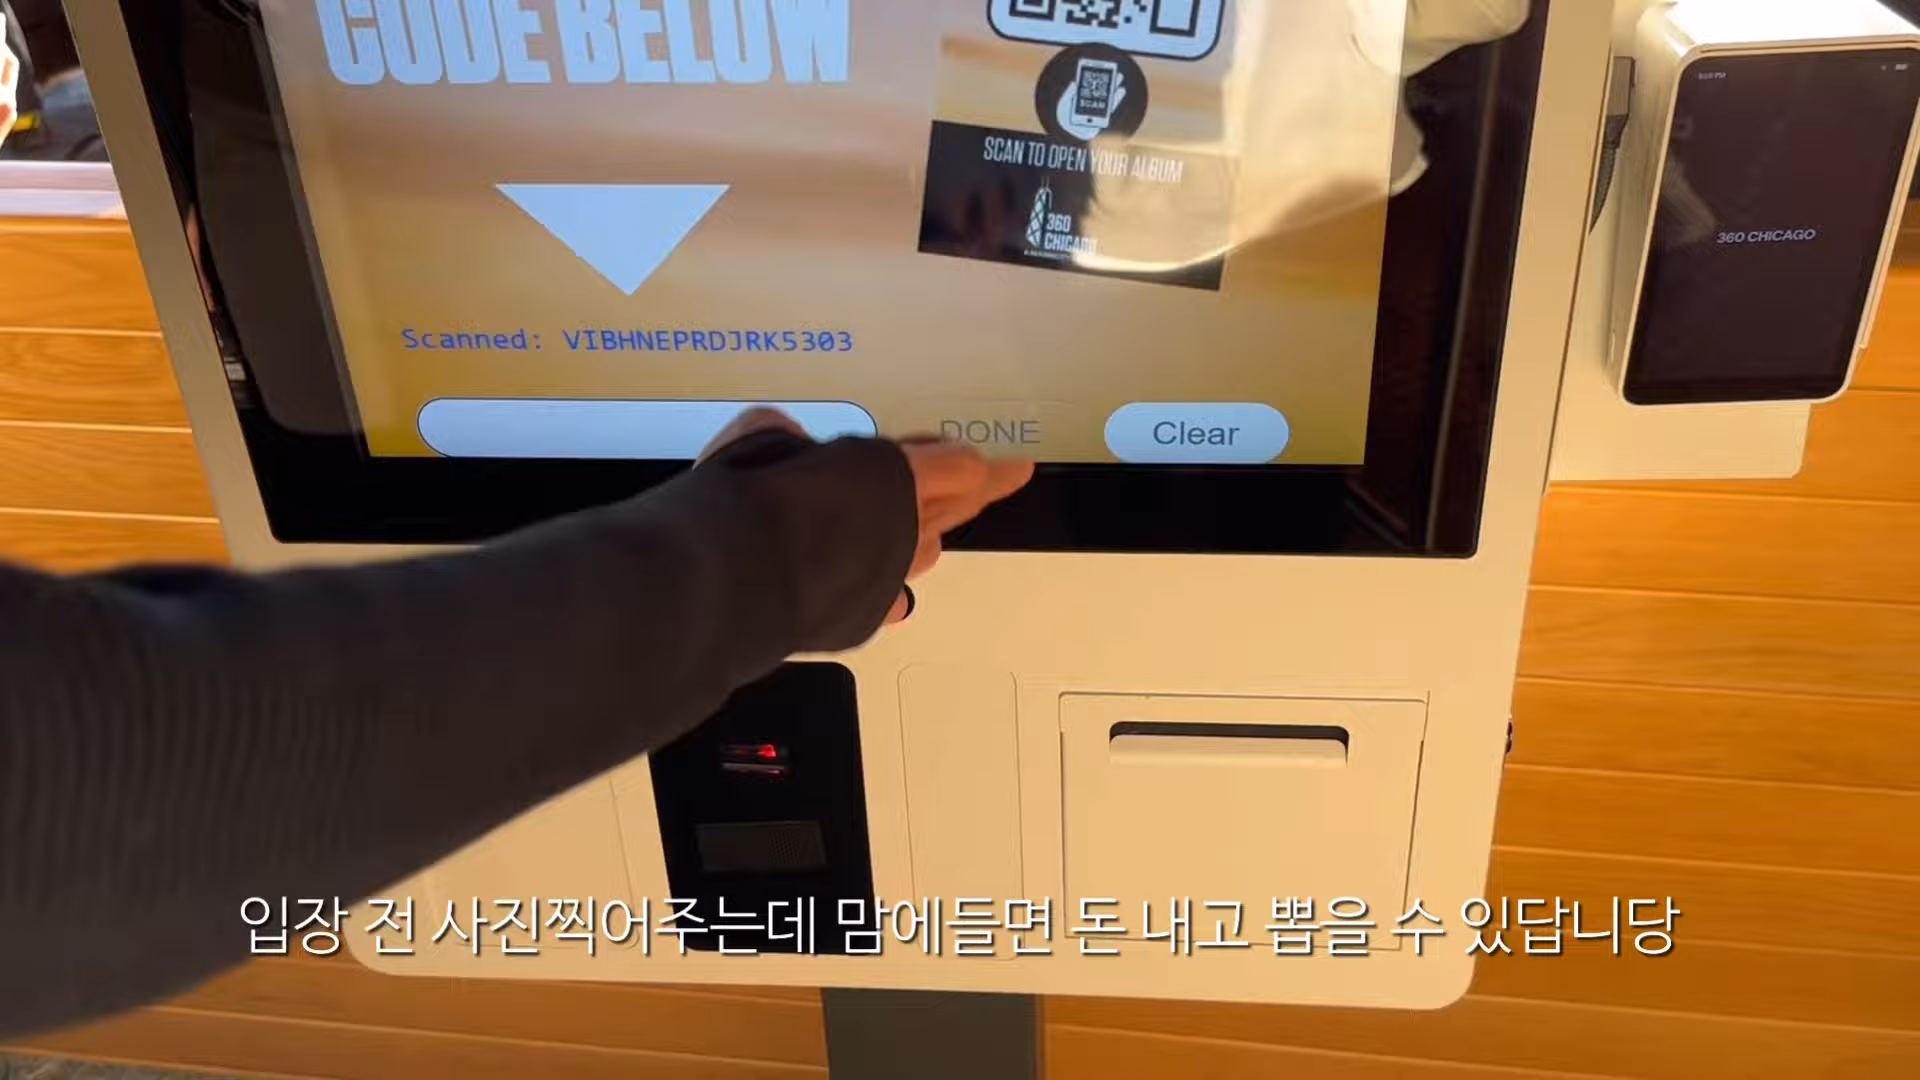 CODE BELOW
SCAN
SCAN TO OPEN YOUR ALBUM
360
CHICAGO
360 CHICAGO
Scanned: VIBHNEPRDJRK5303
DONE
Clear
입장 전 사진찍어주는데 맘에들면 돈 내고 뽑을 수 있답니당